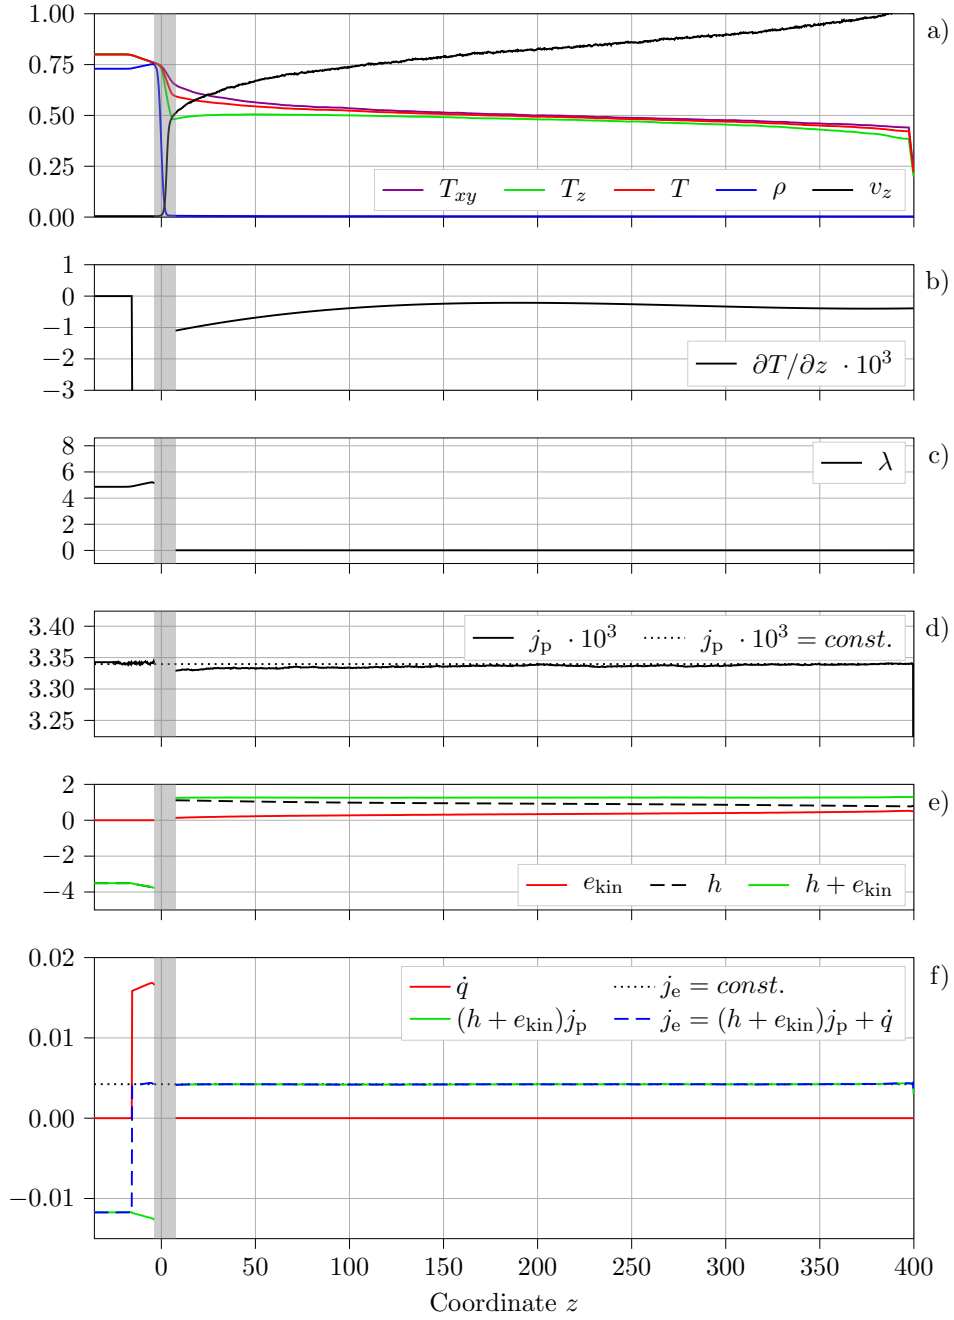 1.00
a)
0.75
0.50
0.25
T_xy T_z T ρ v_z
0.00
1
b)
0
−1
−2
∂T/∂z · 10³
−3
8
c)
λ
6
4
2
0
3.40
j_p · 10³ j_p · 10³ = const.
d)
3.35
3.30
3.25
2
e)
0
−2
e_kin h h + e_kin
−4
0.02
f)
q̇ j_e = const.
(h + e_kin)j_p j_e = (h + e_kin)j_p + q̇
0.01
0.00
−0.01
0 50 100 150 200 250 300 350 400
Coordinate z